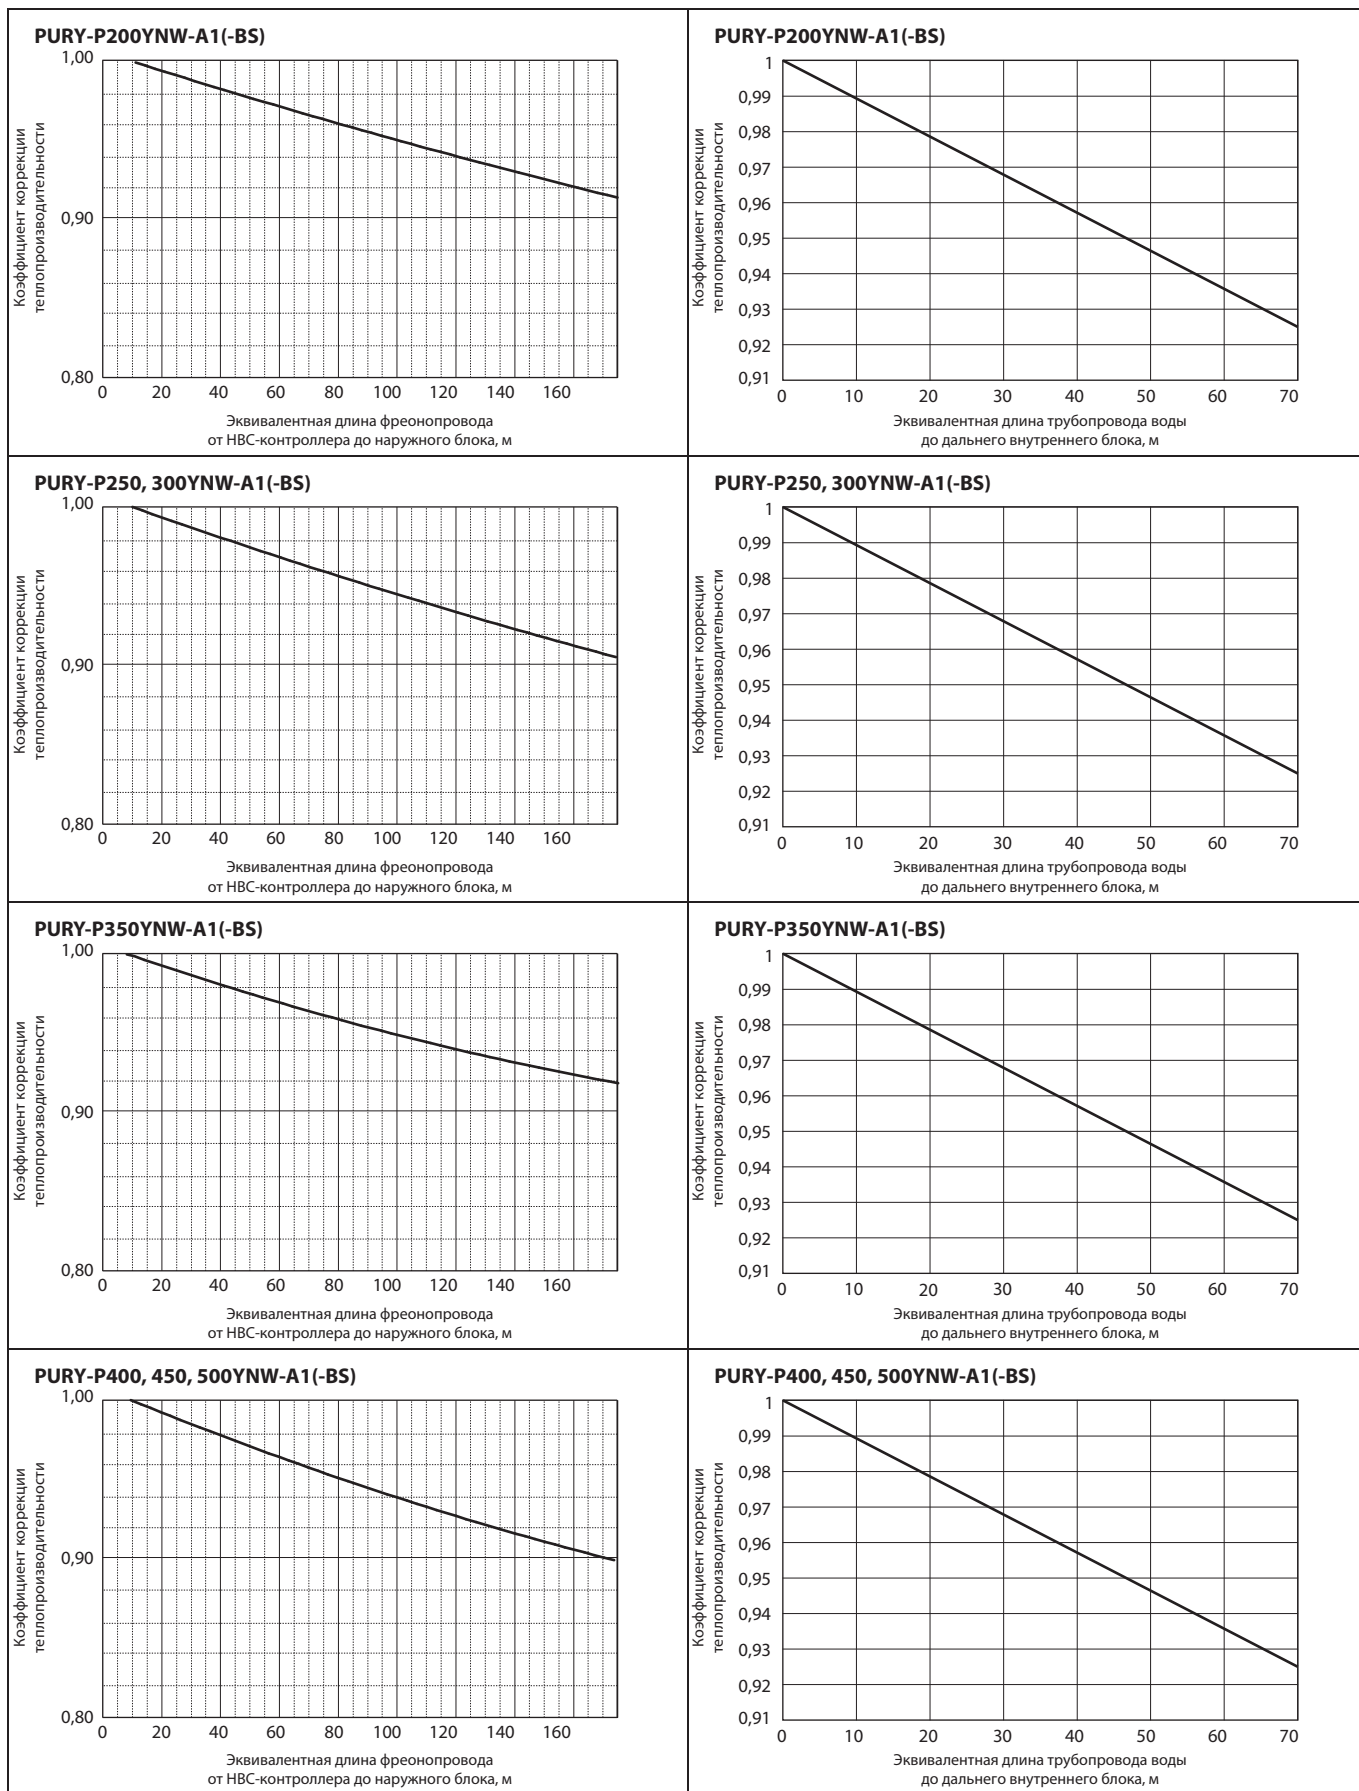 PURY-P200YNW-A1(-BS)
Коэффициент коррекции
теплопроизводительности
1,00
0,90
0,80
0 20 40 60 80 100 120 140 160
Эквивалентная длина фреонопровода
от HBC-контроллера до наружного блока, м
PURY-P200YNW-A1(-BS)
Коэффициент коррекции
теплопроизводительности
1
0,99
0,98
0,97
0,96
0,95
0,94
0,93
0,92
0,91
0 10 20 30 40 50 60 70
Эквивалентная длина трубопровода воды
до дальнего внутреннего блока, м
PURY-P250, 300YNW-A1(-BS)
Коэффициент коррекции
теплопроизводительности
1,00
0,90
0,80
0 20 40 60 80 100 120 140 160
Эквивалентная длина фреонопровода
от HBC-контроллера до наружного блока, м
PURY-P250, 300YNW-A1(-BS)
Коэффициент коррекции
теплопроизводительности
1
0,99
0,98
0,97
0,96
0,95
0,94
0,93
0,92
0,91
0 10 20 30 40 50 60 70
Эквивалентная длина трубопровода воды
до дальнего внутреннего блока, м
PURY-P350YNW-A1(-BS)
Коэффициент коррекции
теплопроизводительности
1,00
0,90
0,80
0 20 40 60 80 100 120 140 160
Эквивалентная длина фреонопровода
от HBC-контроллера до наружного блока, м
PURY-P350YNW-A1(-BS)
Коэффициент коррекции
теплопроизводительности
1
0,99
0,98
0,97
0,96
0,95
0,94
0,93
0,92
0,91
0 10 20 30 40 50 60 70
Эквивалентная длина трубопровода воды
до дальнего внутреннего блока, м
PURY-P400, 450, 500YNW-A1(-BS)
Коэффициент коррекции
теплопроизводительности
1,00
0,90
0,80
0 20 40 60 80 100 120 140 160
Эквивалентная длина фреонопровода
от HBC-контроллера до наружного блока, м
PURY-P400, 450, 500YNW-A1(-BS)
Коэффициент коррекции
теплопроизводительности
1
0,99
0,98
0,97
0,96
0,95
0,94
0,93
0,92
0,91
0 10 20 30 40 50 60 70
Эквивалентная длина трубопровода воды
до дальнего внутреннего блока, м